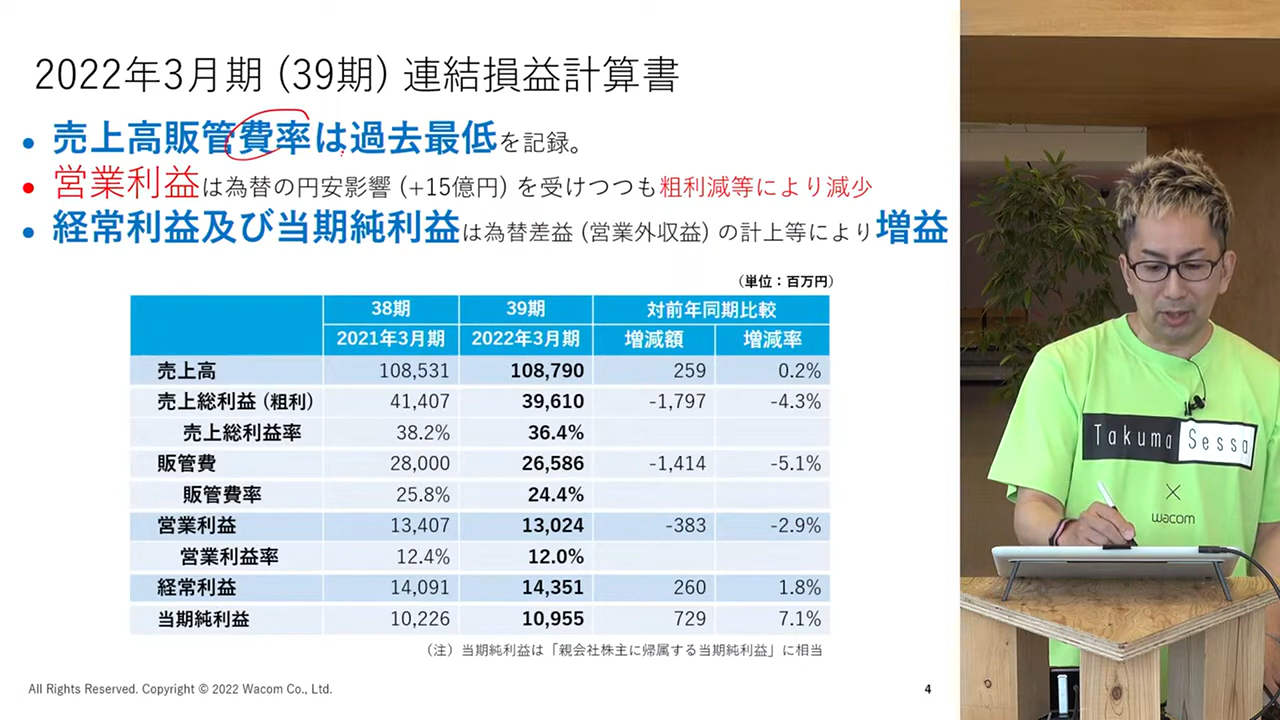 2022年3月期 (39期) 連結損益計算書
• 売上高販管費率は過去最低を記録。
• 営業利益は為替の円安影響 (+15億円) を受けつつも粗利減等により減少
• 経常利益及び当期純利益は為替差益 (営業外収益) の計上等により増益
（単位：百万円）
38期 39期 対前年同期比較
2021年3月期 2022年3月期 増減額 増減率
売上高 108,531 108,790 259 0.2%
売上総利益 (粗利) 41,407 39,610 -1,797 -4.3%
売上総利益率 38.2% 36.4%
販管費 28,000 26,586 -1,414 -5.1%
販管費率 25.8% 24.4%
営業利益 13,407 13,024 -383 -2.9%
営業利益率 12.4% 12.0%
経常利益 14,091 14,351 260 1.8%
当期純利益 10,226 10,955 729 7.1%
（注）当期純利益は「親会社株主に帰属する当期純利益」に相当
All Rights Reserved. Copyright © 2022 Wacom Co., Ltd.
4
Takuma Sessa
×
wacom